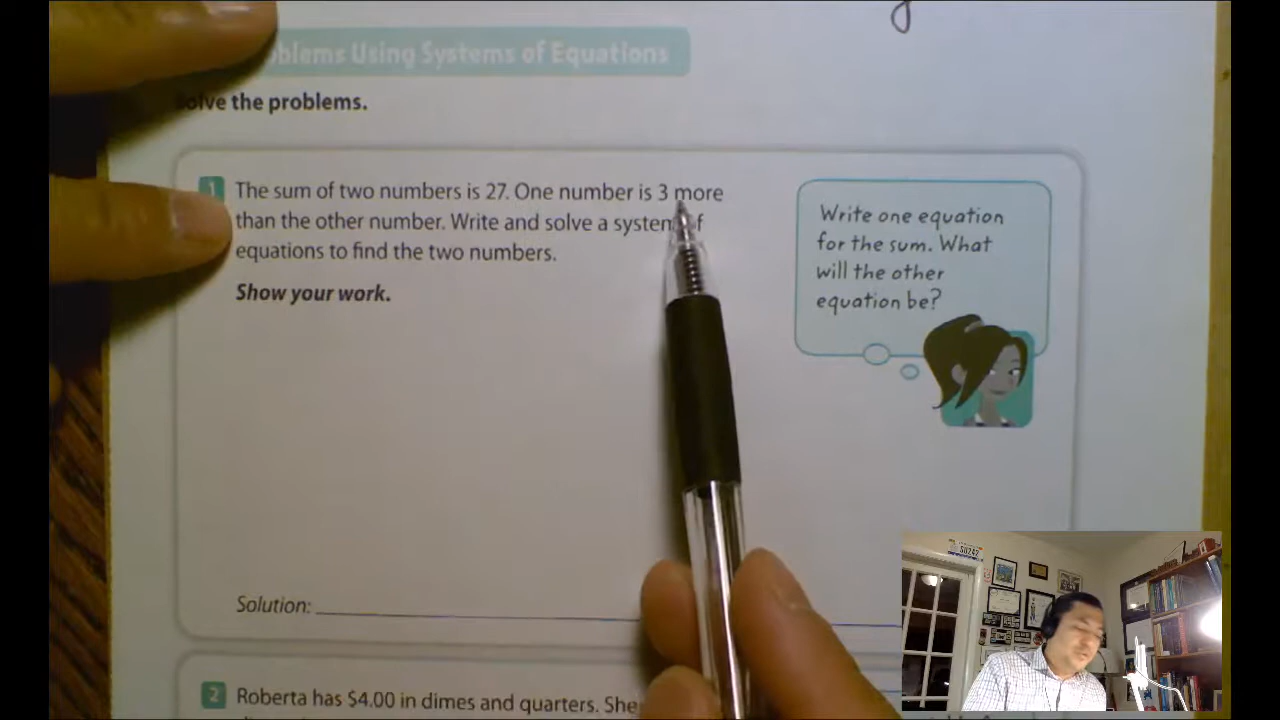 oblems Using Systems of Equations
Solve the problems.
1 The sum of two numbers is 27. One number is 3 more
than the other number. Write and solve a system of
equations to find the two numbers.
Show your work.
Write one equation
for the sum. What
will the other
equation be?
Solution:
2 Roberta has $4.00 in dimes and quarters. She